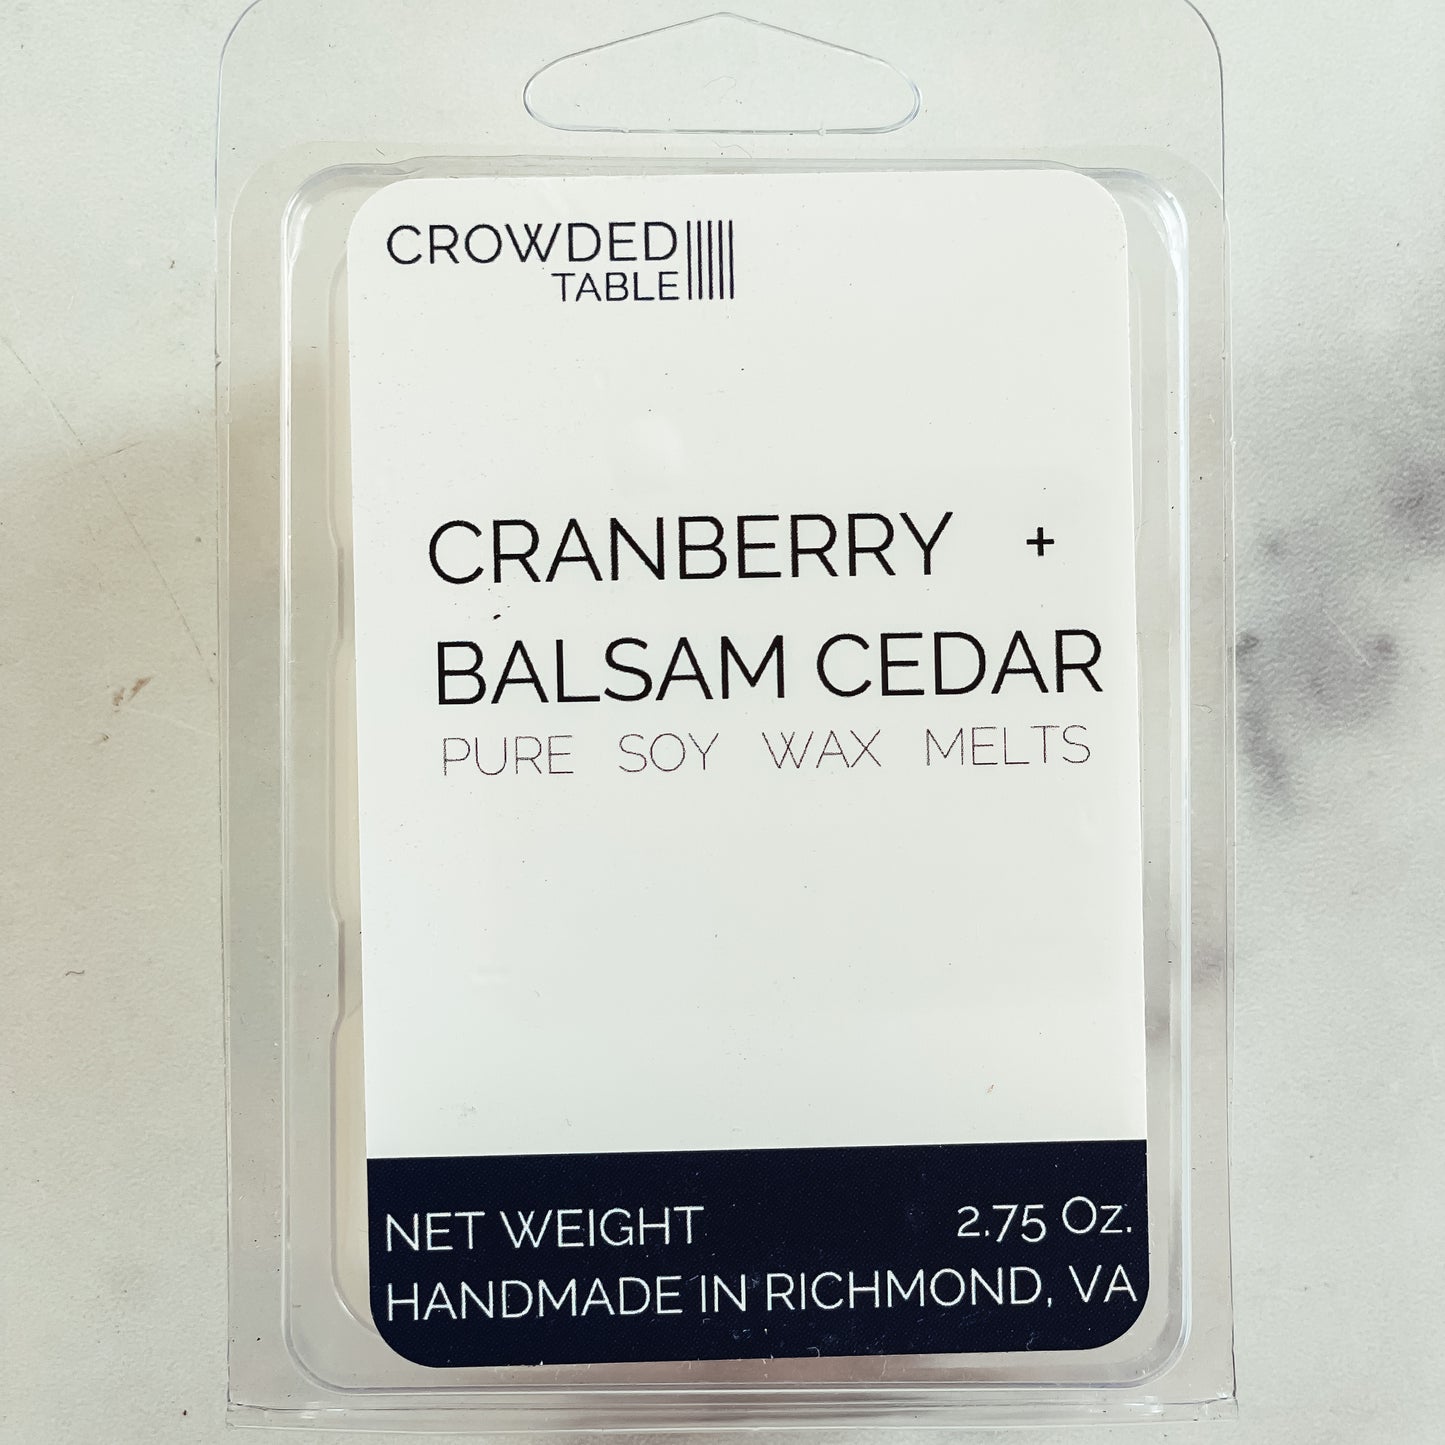 CROWDED
TABLE
CRANBERRY +
BALSAM CEDAR
PURE SOY WAX MELTS
NET WEIGHT 2.75 Oz.
HANDMADE IN RICHMOND, VA